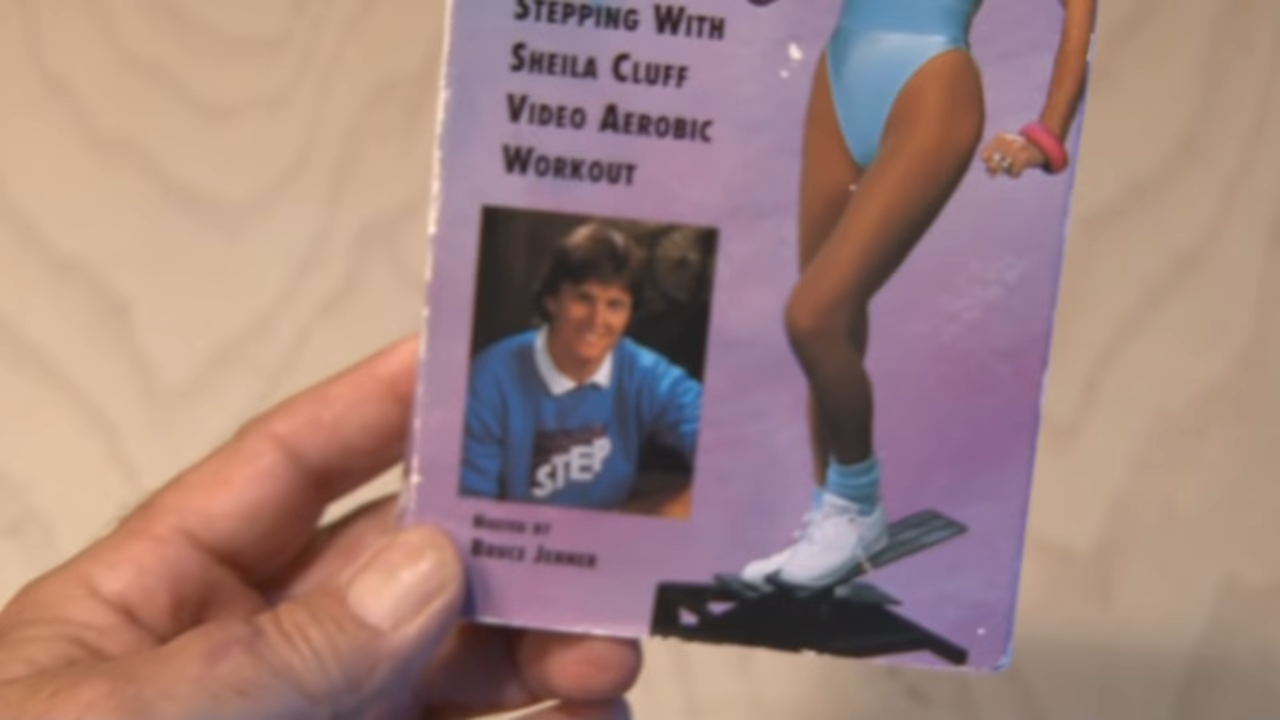 STEPPING WITH
SHEILA CLUFF
VIDEO AEROBIC
WORKOUT
STEP
HOSTED BY
BRUCE JENNER